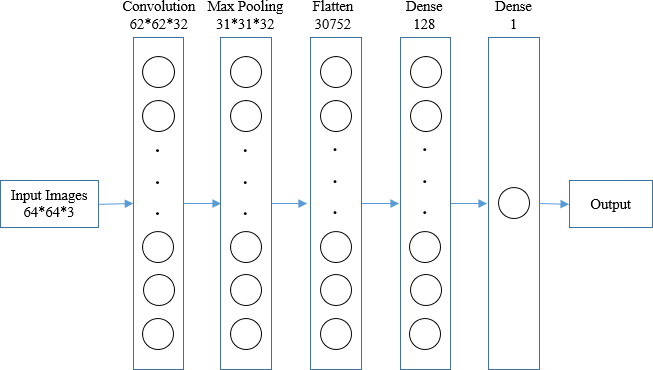 Convolution
62*62*32
Max Pooling
31*31*32
Flatten
30752
Dense
128
Dense
1
Input Images
64*64*3
Output